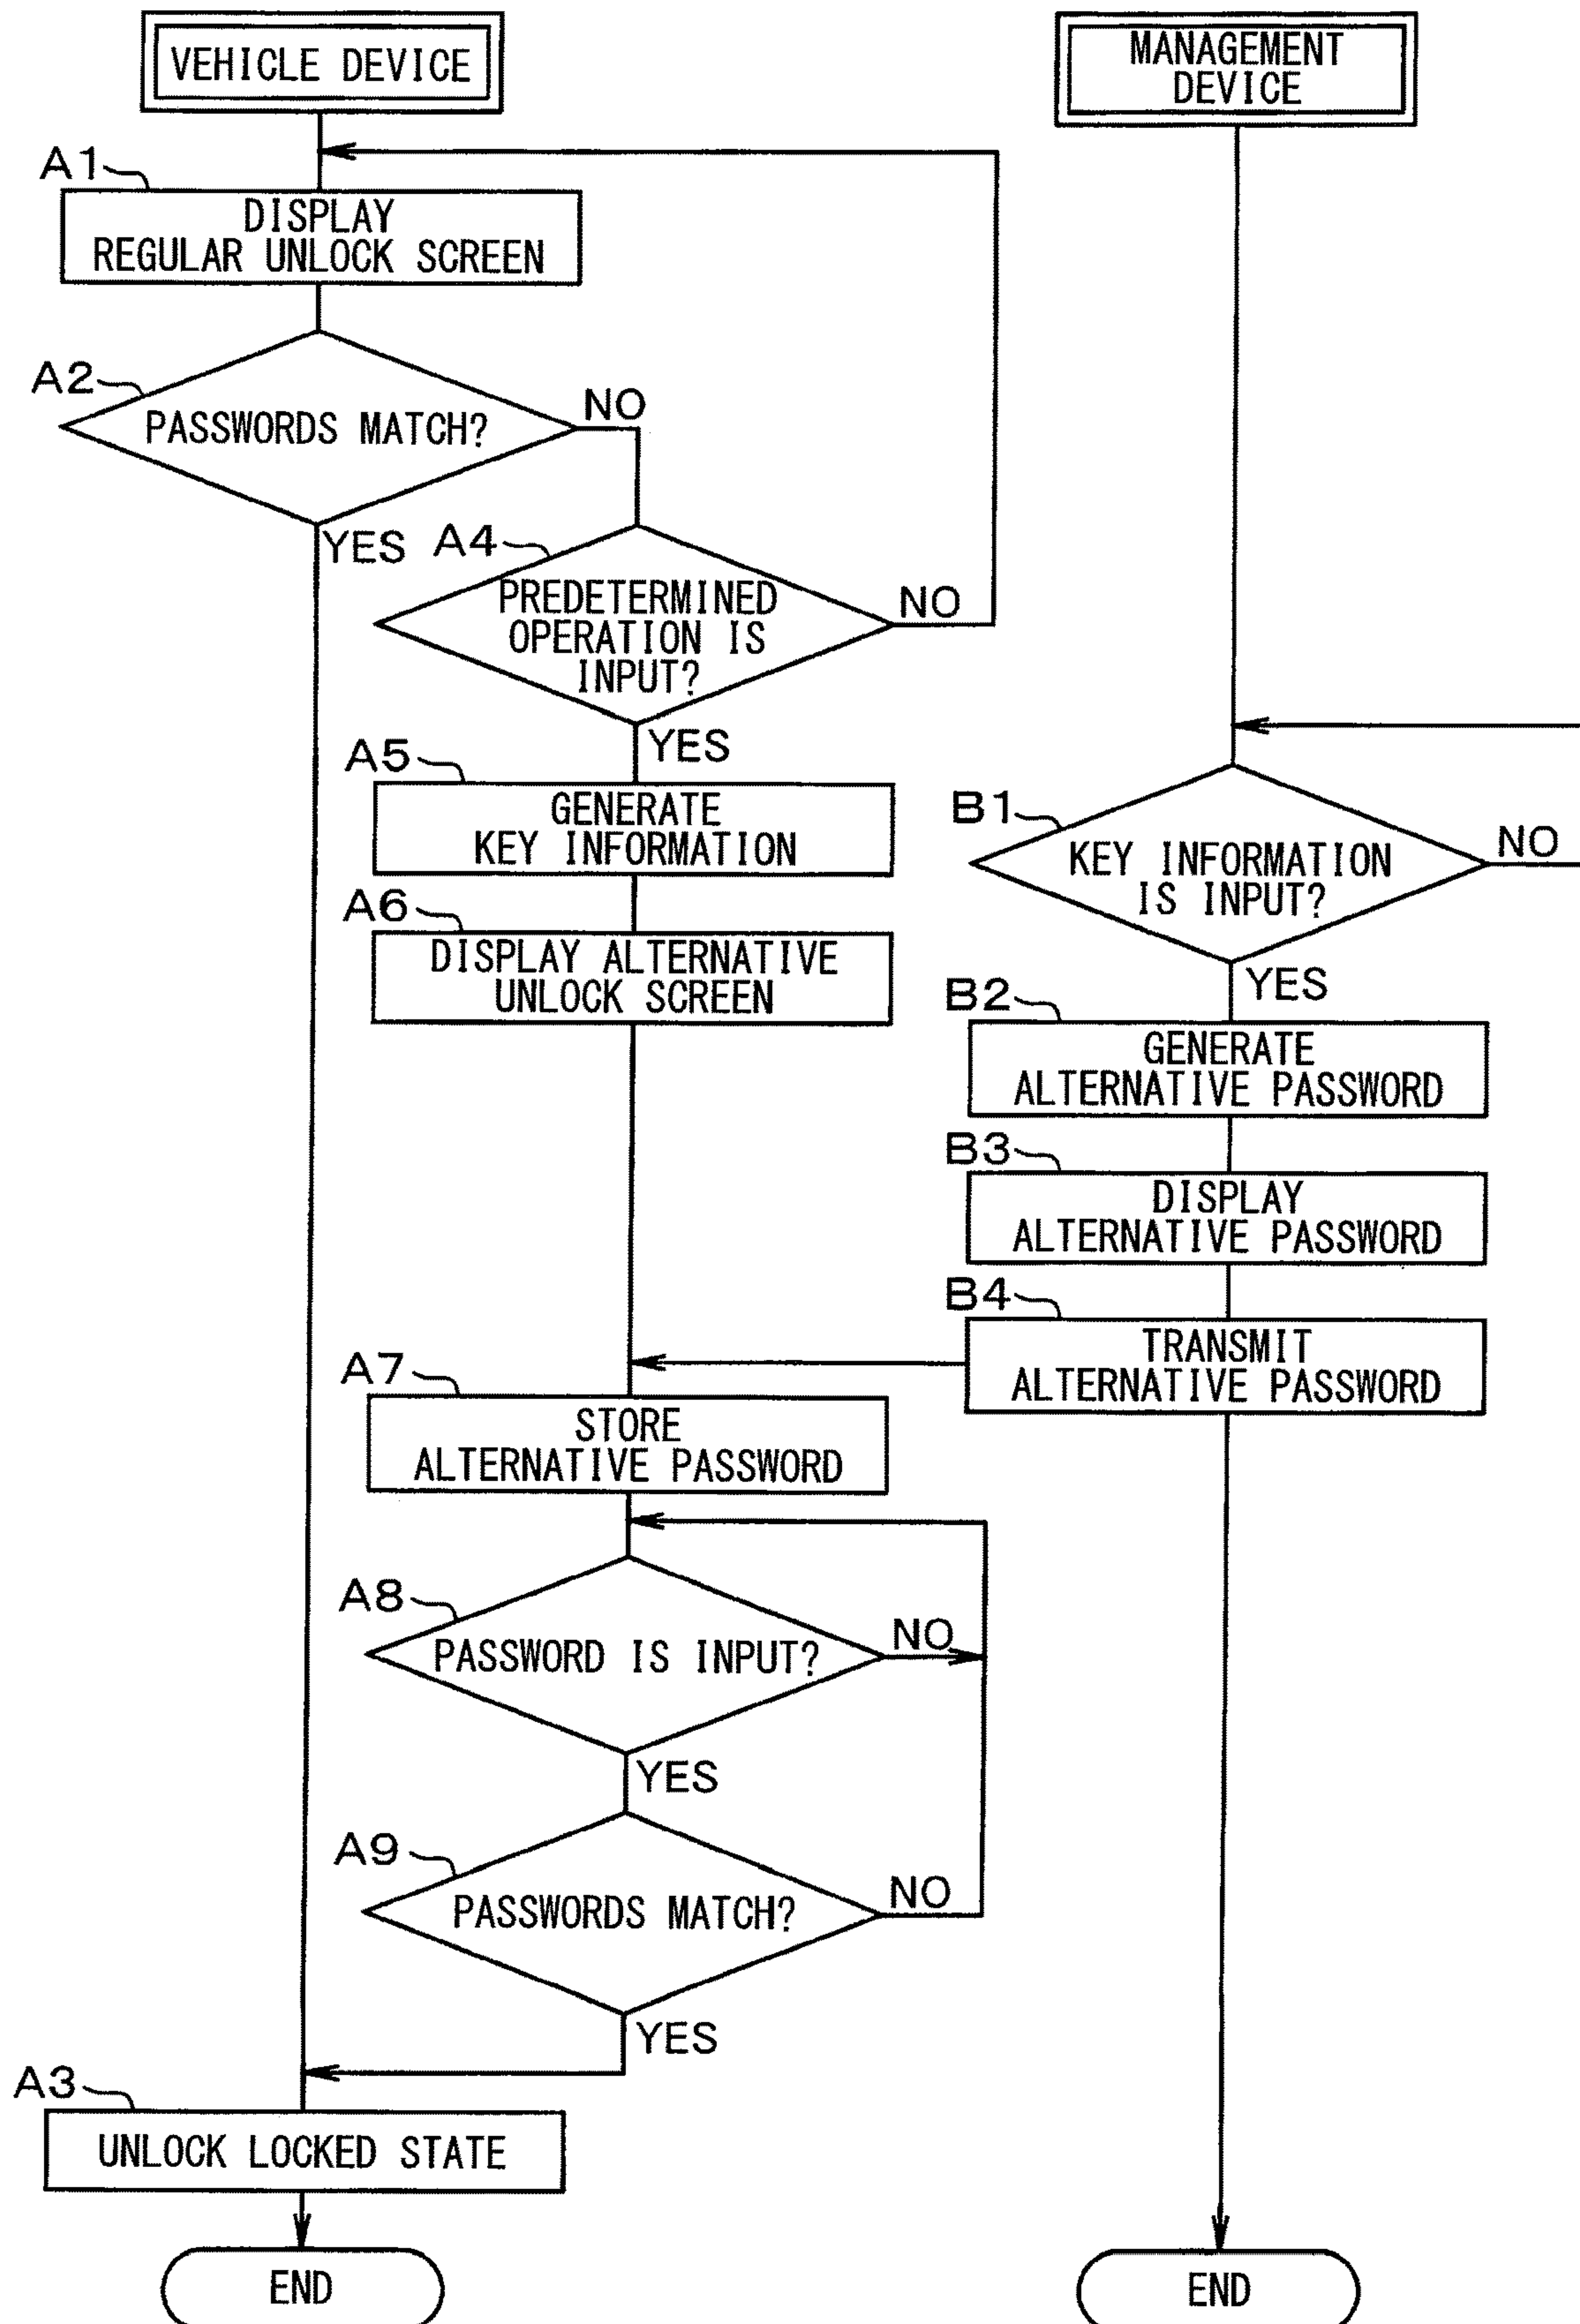 VEHICLE DEVICE
A1
DISPLAY
REGULAR UNLOCK SCREEN
A2
PASSWORDS MATCH?
NO
YES
A4
PREDETERMINED
OPERATION IS
INPUT?
NO
YES
A5
GENERATE
KEY INFORMATION
A6
DISPLAY ALTERNATIVE
UNLOCK SCREEN
A7
STORE
ALTERNATIVE PASSWORD
A8
PASSWORD IS INPUT?
NO
YES
A9
PASSWORDS MATCH?
NO
YES
A3
UNLOCK LOCKED STATE
END
MANAGEMENT
DEVICE
B1
KEY INFORMATION
IS INPUT?
NO
YES
B2
GENERATE
ALTERNATIVE PASSWORD
B3
DISPLAY
ALTERNATIVE PASSWORD
B4
TRANSMIT
ALTERNATIVE PASSWORD
END